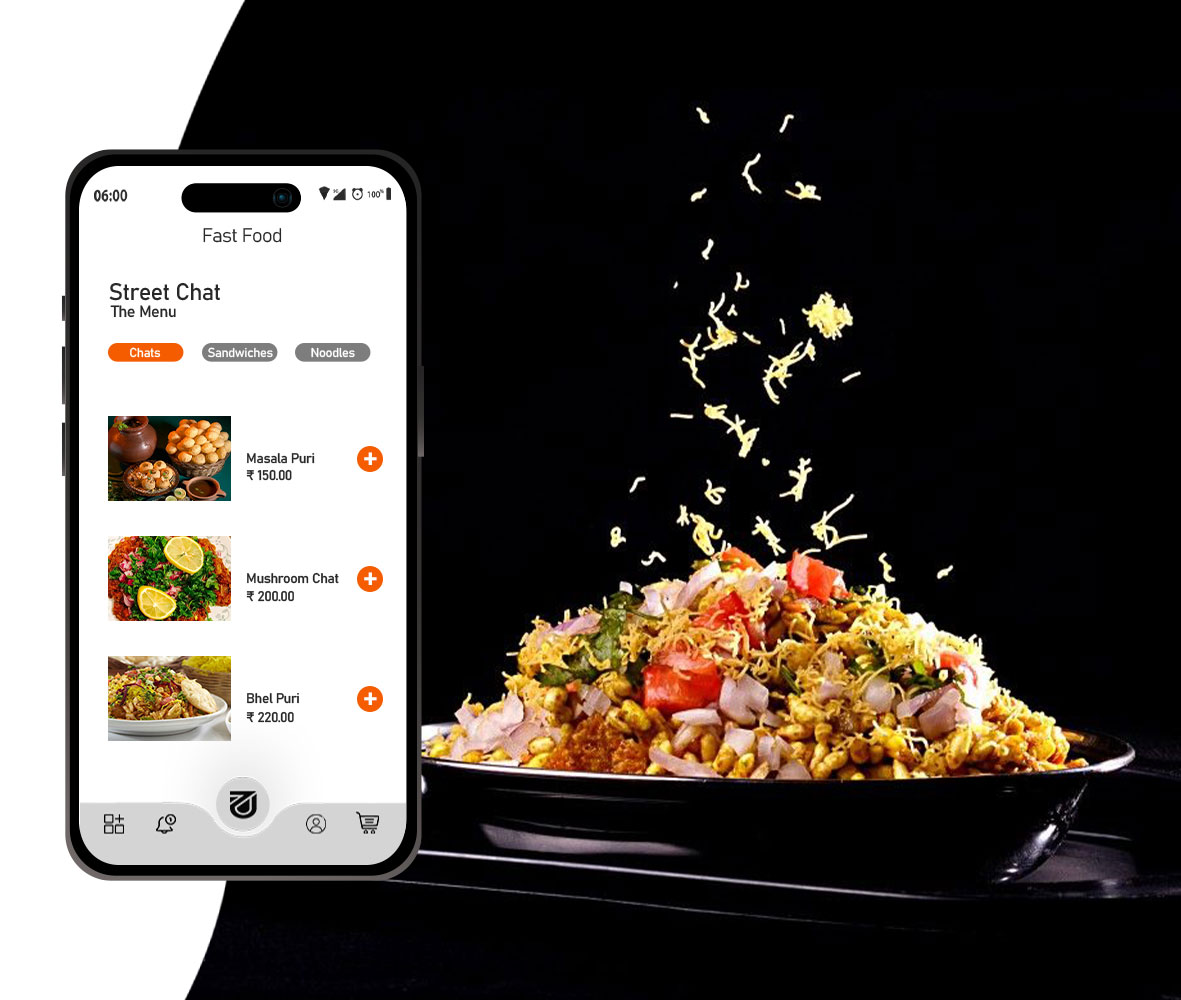 06:00
100%
Fast Food
Street Chat
The Menu
Chats
Sandwiches
Noodles
Masala Puri
₹ 150.00
Mushroom Chat
₹ 200.00
Bhel Puri
₹ 220.00